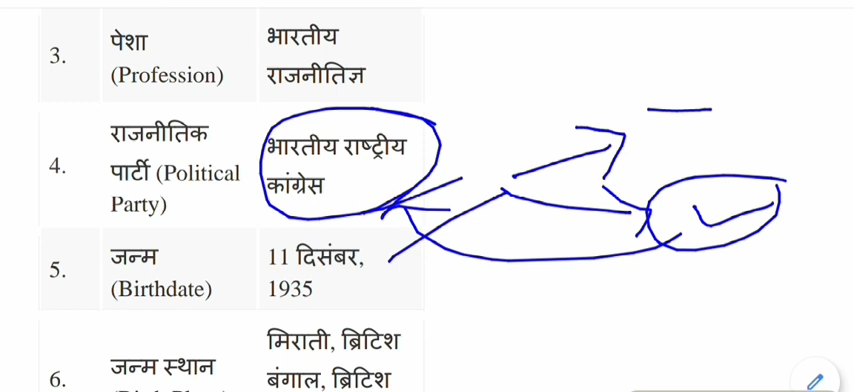 3.
पेशा
(Profession)
भारतीय
राजनीतिज्ञ
4.
राजनीतिक
पार्टी (Political
Party)
भारतीय राष्ट्रीय
कांग्रेस
5.
जन्म
(Birthdate)
11 दिसंबर,
1935
6.
जन्म स्थान
मिराती, ब्रिटिश
बंगाल, ब्रिटिश